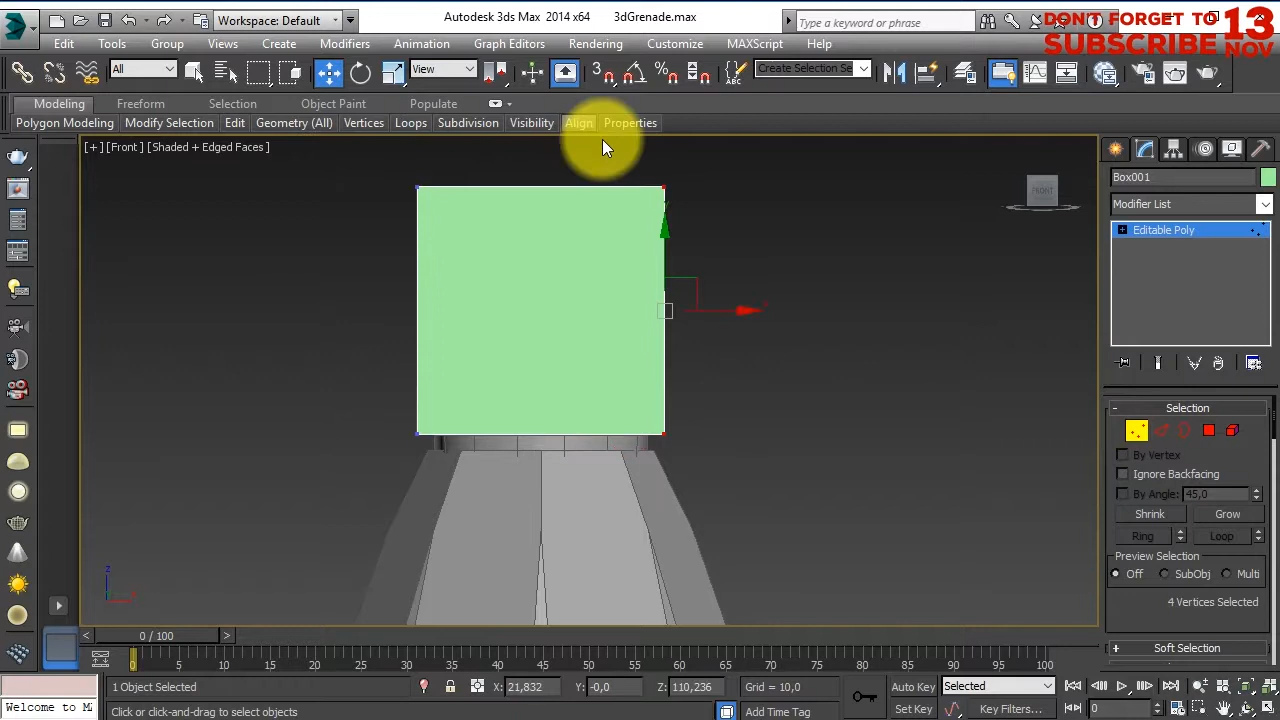 Workspace: Default
Autodesk 3ds Max 2014 x64
3dGrenade.max
Type a keyword or phrase
DON'T FORGET TO
SUBSCRIBE
13
NOV
Edit
Tools
Group
Views
Create
Modifiers
Animation
Graph Editors
Rendering
Customize
MAXScript
Help
All
View
Create Selection Se
Modeling
Freeform
Selection
Object Paint
Populate
Polygon Modeling
Modify Selection
Edit
Geometry (All)
Vertices
Loops
Subdivision
Visibility
Align
Properties
[+] [Front ] [Shaded + Edged Faces ]
FRONT
Box001
Modifier List
Editable Poly
Selection
By Vertex
Ignore Backfacing
By Angle: 45,0
Shrink
Grow
Ring
Loop
Preview Selection
Off
SubObj
Multi
4 Vertices Selected
Soft Selection
0 / 100
0 5 10 15 20 25 30 35 40 45 50 55 60 65 70 75 80 85 90 95 100
1 Object Selected
X: 21,832
Y: -0,0
Z: 110,236
Grid = 10,0
Auto Key
Selected
Welcome to M
Click or click-and-drag to select objects
Add Time Tag
Set Key
Key Filters...
0